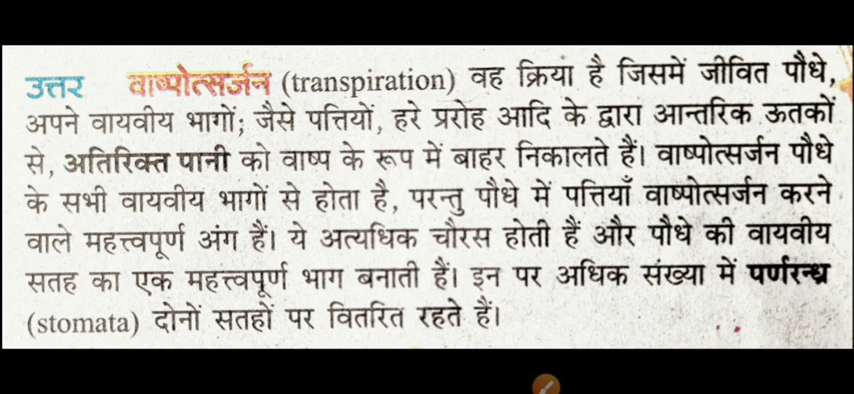 उत्तर वाष्पोत्सर्जन (transpiration) वह क्रिया है जिसमें जीवित पौधे,
अपने वायवीय भागों; जैसे पत्तियों, हरे प्ररोह आदि के द्वारा आन्तरिक ऊतकों
से, अतिरिक्त पानी को वाष्प के रूप में बाहर निकालते हैं। वाष्पोत्सर्जन पौधे
के सभी वायवीय भागों से होता है, परन्तु पौधे में पत्तियाँ वाष्पोत्सर्जन करने
वाले महत्त्वपूर्ण अंग हैं। ये अत्यधिक चौरस होती हैं और पौधे की वायवीय
सतह का एक महत्त्वपूर्ण भाग बनाती हैं। इन पर अधिक संख्या में पर्णरन्ध्र
(stomata) दोनों सतहों पर वितरित रहते हैं।